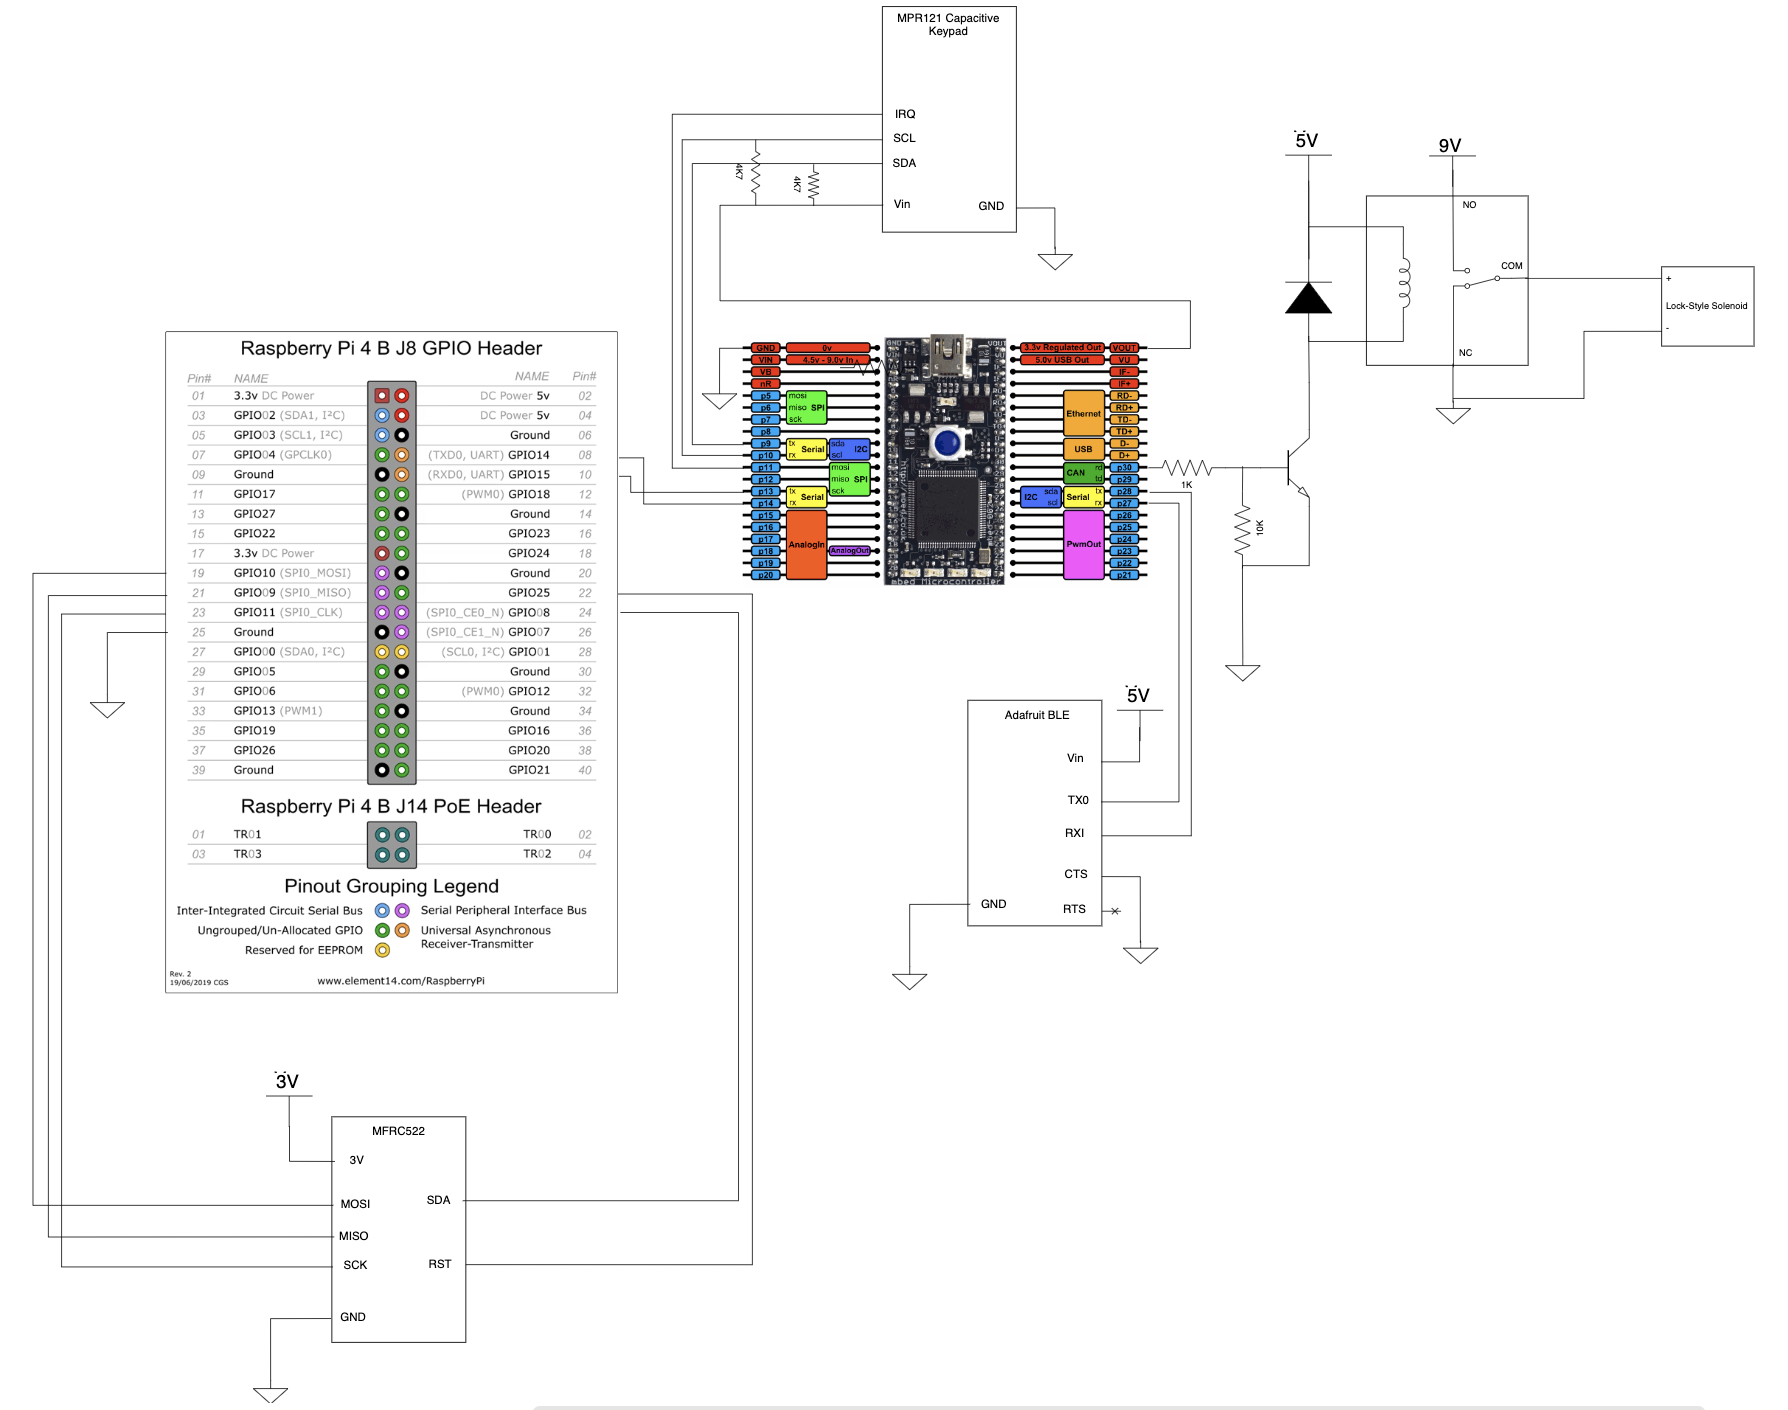 MPR121 Capacitive
Keypad
IRQ
SCL
SDA
Vin
GND
4K7
4K7
5V
9V
NO
COM
NC
+
Lock-Style Solenoid
-
1K
10K
Raspberry Pi 4 B J8 GPIO Header
Pin# NAME NAME Pin#
01 3.3v DC Power DC Power 5v 02
03 GPIO02 (SDA1, I²C) DC Power 5v 04
05 GPIO03 (SCL1, I²C) Ground 06
07 GPIO04 (GPCLK0) (TXD0, UART) GPIO14 08
09 Ground (RXD0, UART) GPIO15 10
11 GPIO17 (PWM0) GPIO18 12
13 GPIO27 Ground 14
15 GPIO22 GPIO23 16
17 3.3v DC Power GPIO24 18
19 GPIO10 (SPI0_MOSI) Ground 20
21 GPIO09 (SPI0_MISO) GPIO25 22
23 GPIO11 (SPI0_CLK) (SPI0_CE0_N) GPIO08 24
25 Ground (SPI0_CE1_N) GPIO07 26
27 GPIO00 (SDA0, I²C) (SCL0, I²C) GPIO01 28
29 GPIO05 Ground 30
31 GPIO06 (PWM0) GPIO12 32
33 GPIO13 (PWM1) Ground 34
35 GPIO19 GPIO16 36
37 GPIO26 GPIO20 38
39 Ground GPIO21 40
Raspberry Pi 4 B J14 PoE Header
01 TR01 TR00 02
03 TR03 TR02 04
Pinout Grouping Legend
Inter-Integrated Circuit Serial Bus Serial Peripheral Interface Bus
Ungrouped/Un-Allocated GPIO Universal Asynchronous
Receiver-Transmitter
Reserved for EEPROM
Rev. 2
19/06/2019 CGS
www.element14.com/RaspberryPi
GND 0v 3.3v Regulated Out VOUT
VIN 4.5v - 9.0v In 5.0v USB Out VU
VB IF-
nR IF+
p5 mosi RD-
p6 miso SPI Ethernet RD+
p7 sck TD-
p8 TD+
p9 tx Serial sda I2C USB D-
p10 rx scl D+
p11 mosi CAN rd p30
p12 miso SPI td p29
p13 tx Serial sck I2C sda Serial tx p28
p14 rx scl rx p27
p15 p26
p16 p25
p17 AnalogIn PwmOut p24
p18 AnalogOut p23
p19 p22
p20 p21
mbed Microcontroller
Adafruit BLE
5V
Vin
TX0
RXI
CTS
GND
RTS
3V
MFRC522
3V
MOSI
SDA
MISO
SCK
RST
GND